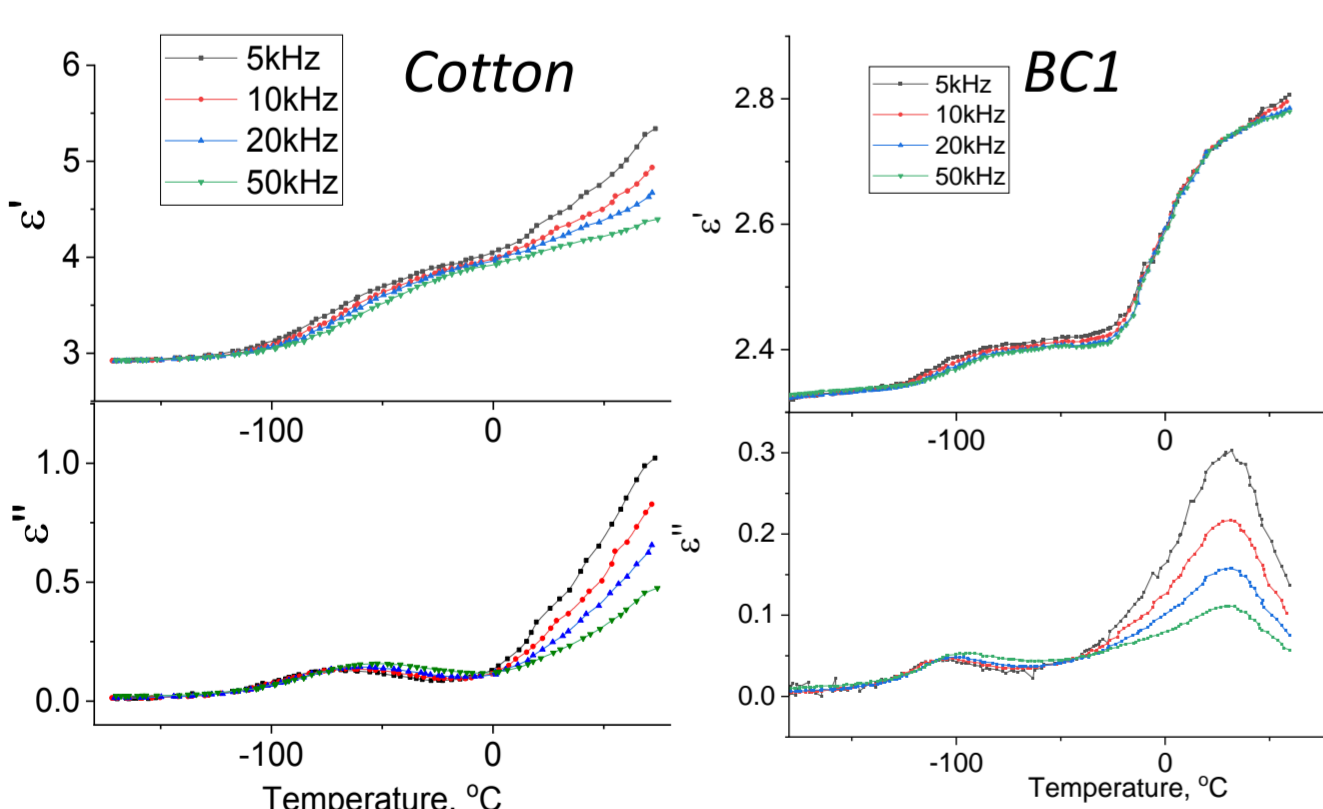 Cotton
5kHz
10kHz
20kHz
50kHz
6
5
4
3
ε'
-100
0
1.0
0.5
0.0
ε"
-100
0
Temperature, °C
BC1
5kHz
10kHz
20kHz
50kHz
2.8
2.6
2.4
ε'
-100
0
0.3
0.2
0.1
0.0
ε"
-100
0
Temperature, °C